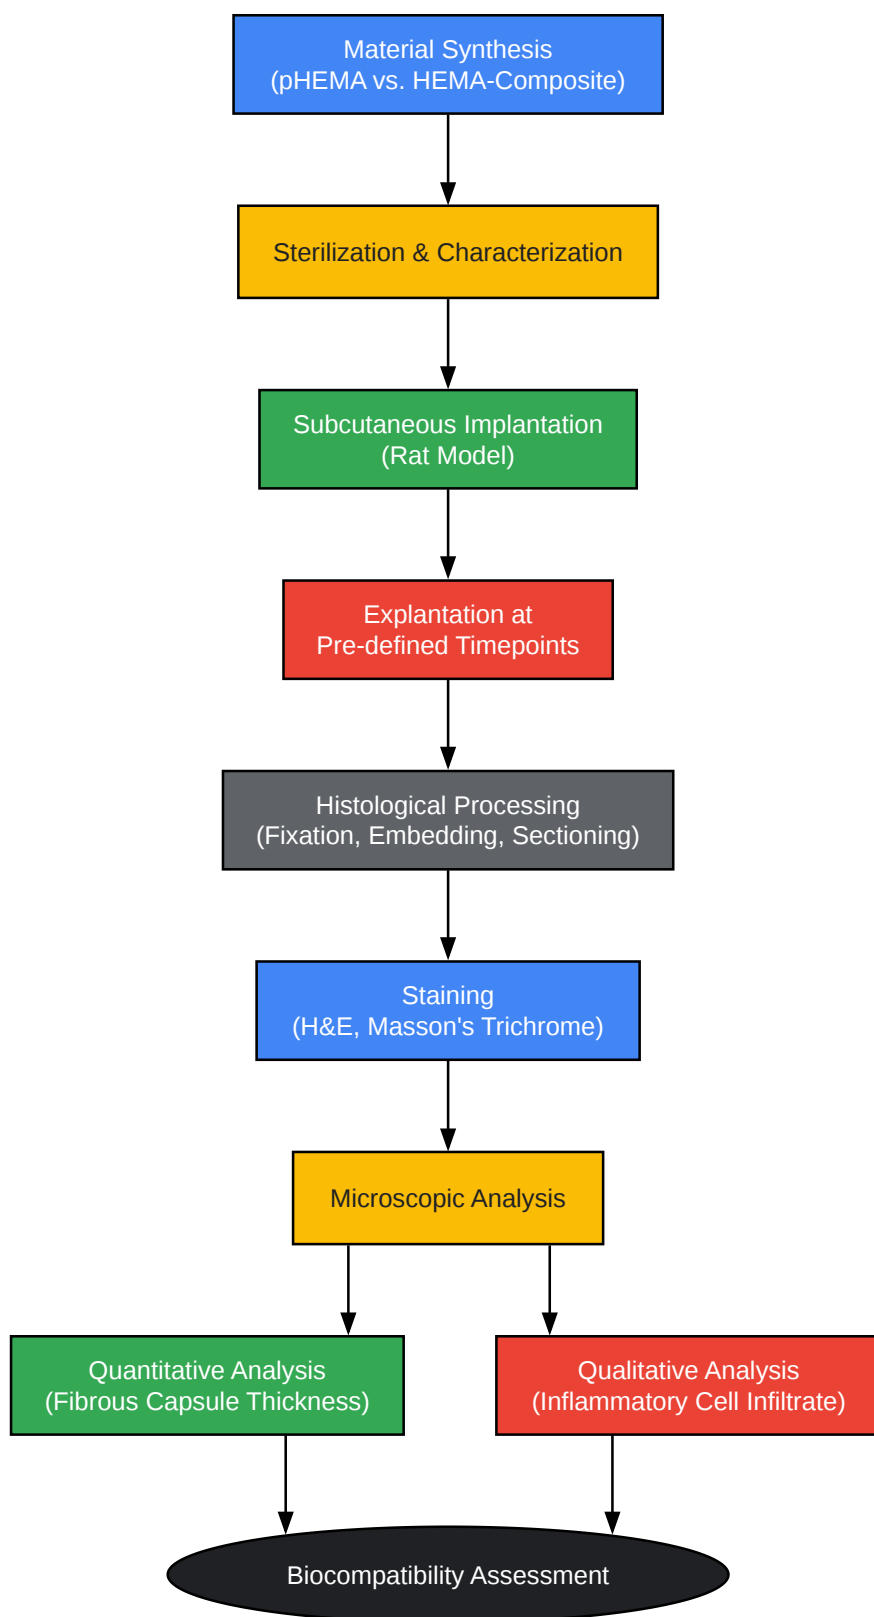 Material Synthesis
(pHEMA vs. HEMA-Composite)
Sterilization & Characterization
Subcutaneous Implantation
(Rat Model)
Explantation at
Pre-defined Timepoints
Histological Processing
(Fixation, Embedding, Sectioning)
Staining
(H&E, Masson's Trichrome)
Microscopic Analysis
Quantitative Analysis
(Fibrous Capsule Thickness)
Qualitative Analysis
(Inflammatory Cell Infiltrate)
Biocompatibility Assessment